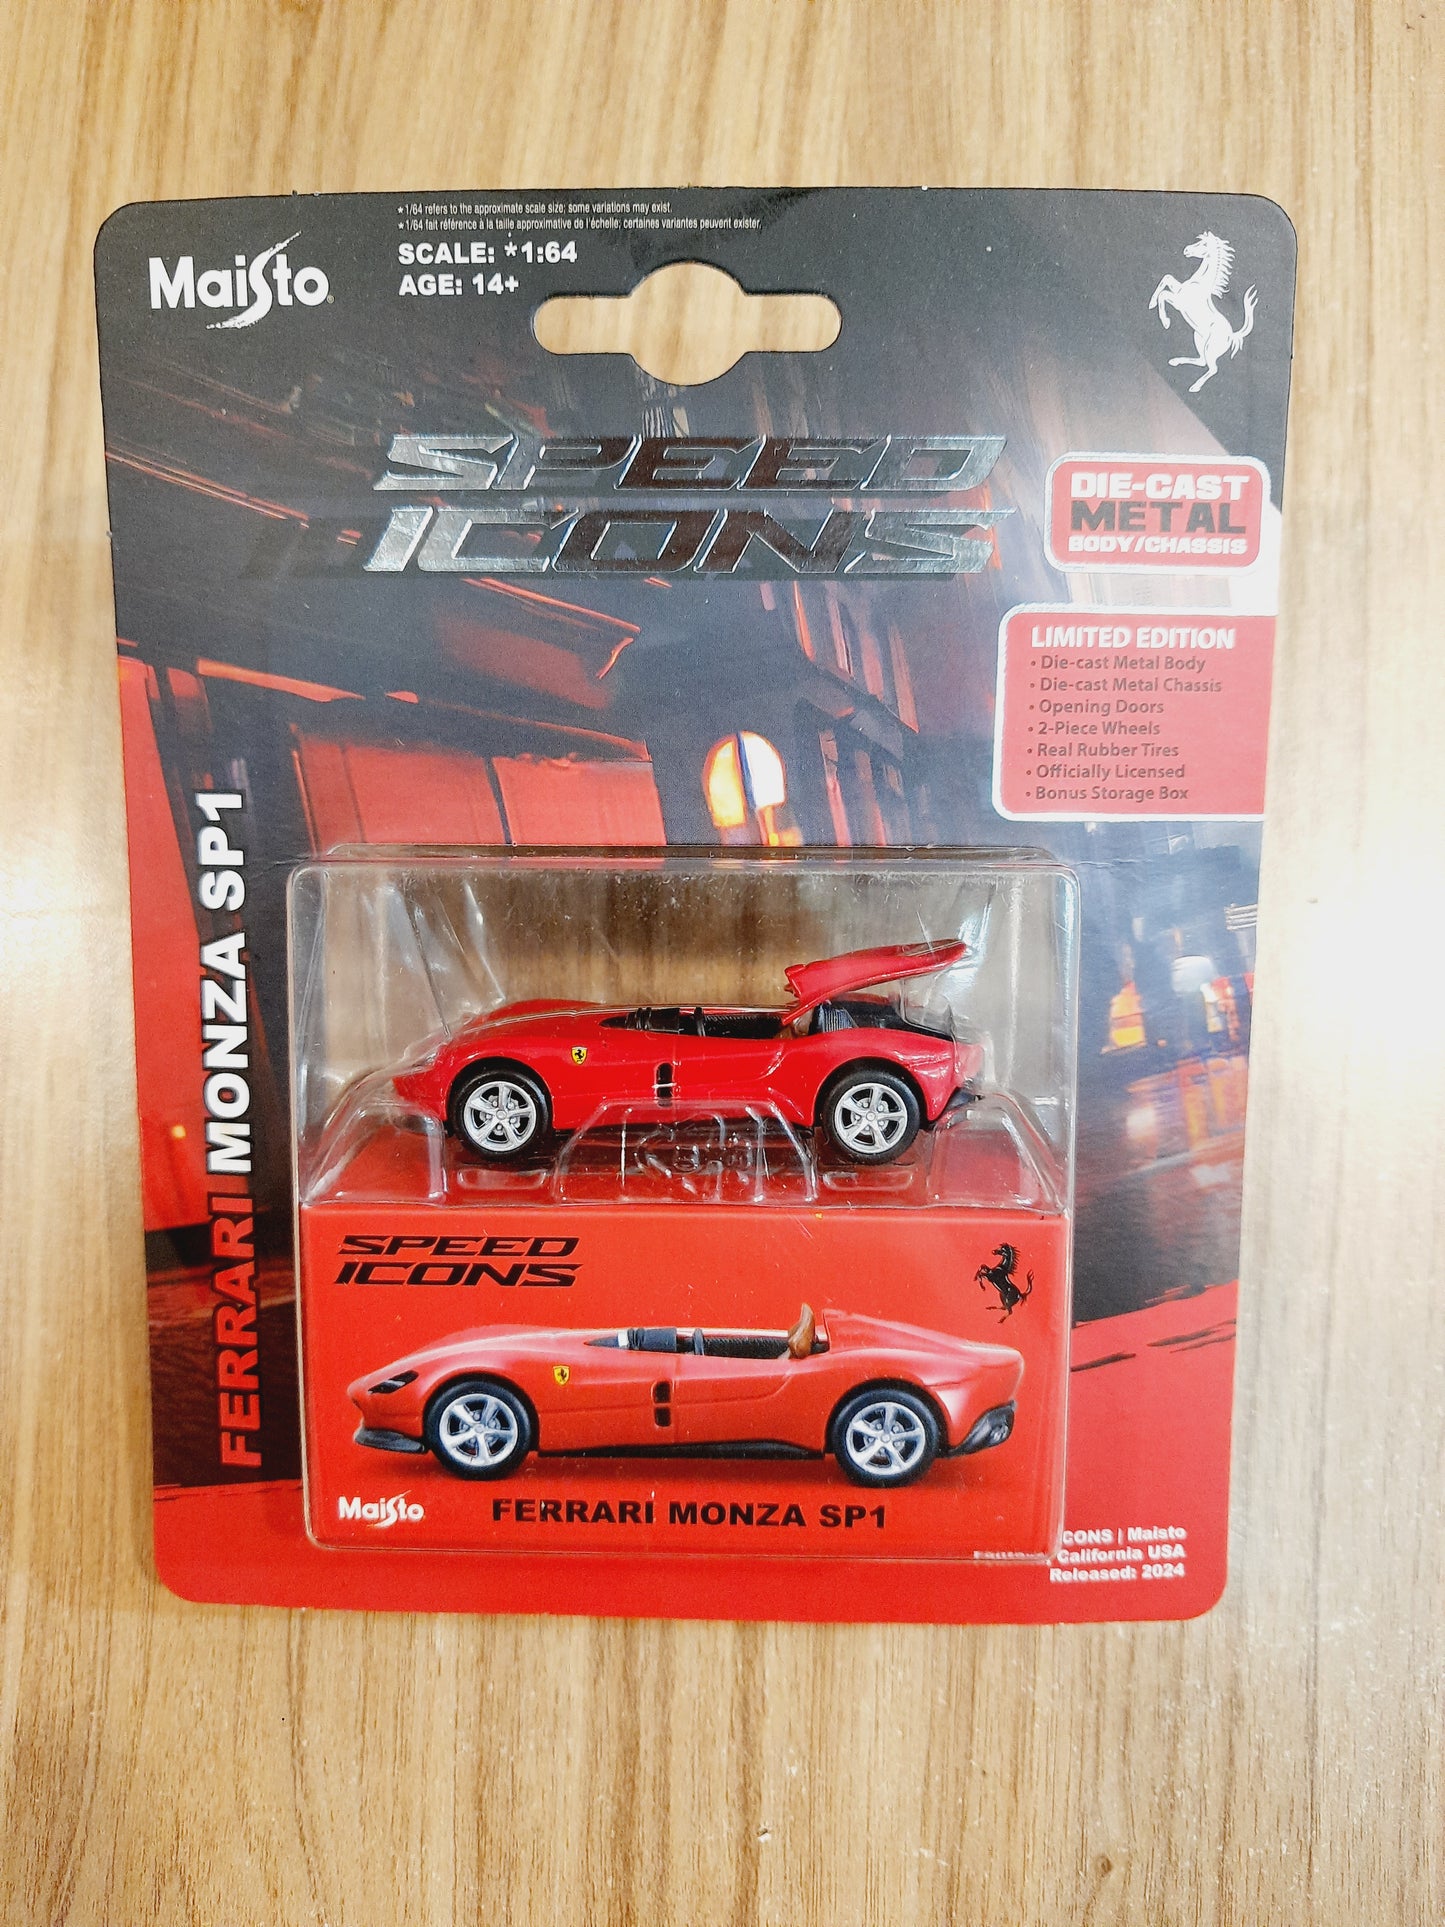 *1/64 refers to the approximate scale size; some variations may exist.
*1/64 fait référence à la taille approximative de l'échelle; certaines variantes peuvent exister.
Maisto
SCALE: *1:64
AGE: 14+
SPEED
ICONS
DIE-CAST
METAL
BODY/CHASSIS
LIMITED EDITION
• Die-cast Metal Body
• Die-cast Metal Chassis
• Opening Doors
• 2-Piece Wheels
• Real Rubber Tires
• Officially Licensed
• Bonus Storage Box
FERRARI MONZA SP1
SPEED
ICONS
Maisto
FERRARI MONZA SP1
CONS | Maisto
California USA
Released: 2024